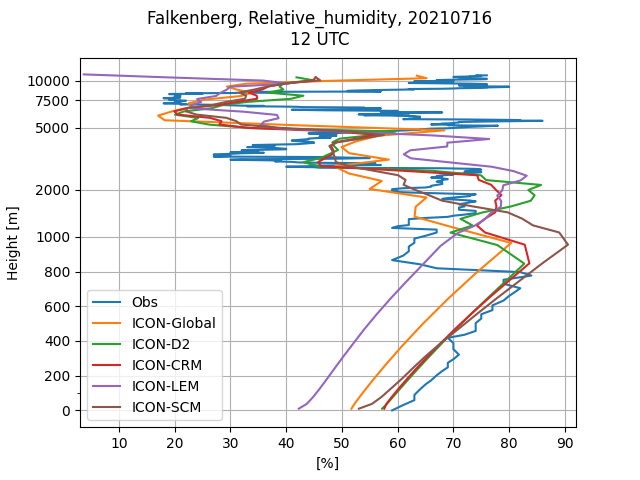 Falkenberg, Relative_humidity, 20210716
12 UTC
10000
7500
5000
2000
1000
800
600
400
200
0
Height [m]
Obs
ICON-Global
ICON-D2
ICON-CRM
ICON-LEM
ICON-SCM
10 20 30 40 50 60 70 80 90
[%]